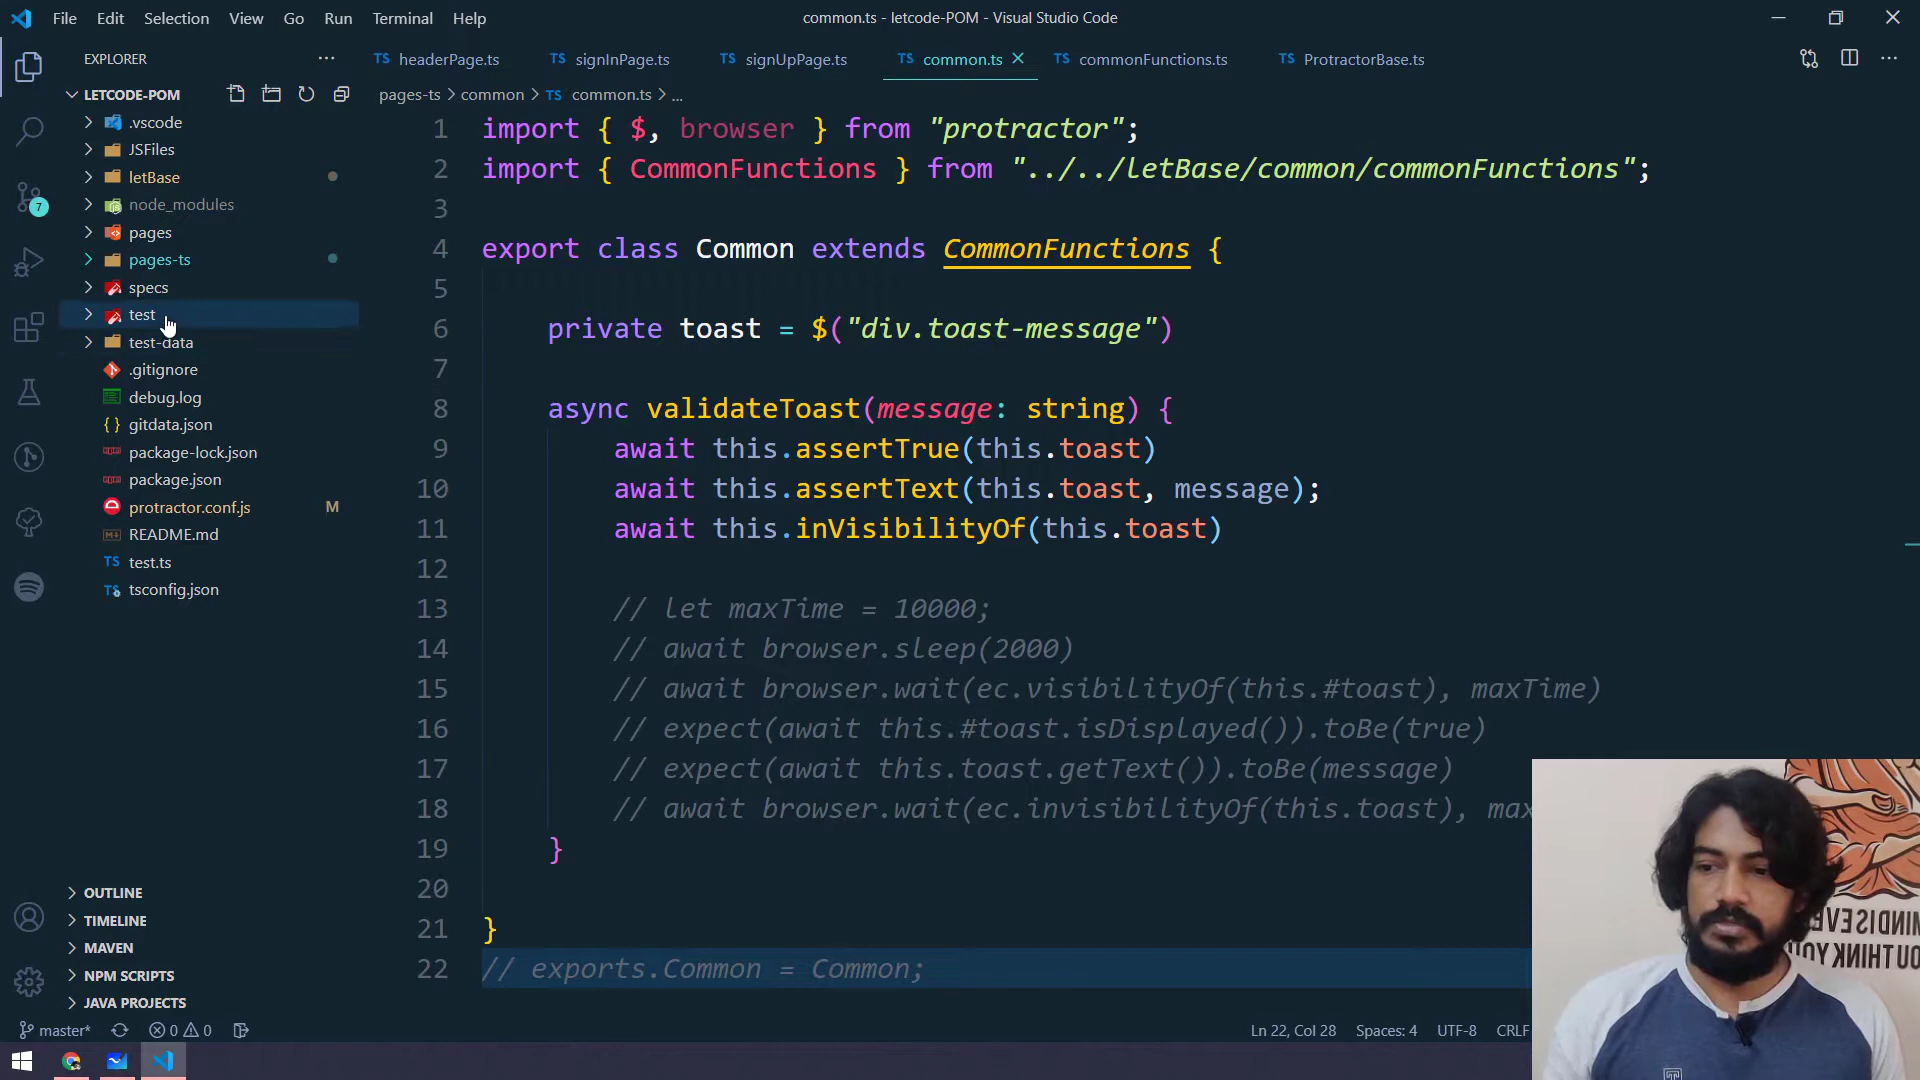 File Edit Selection View Go Run Terminal Help
common.ts - letcode-POM - Visual Studio Code
EXPLORER
headerPage.ts
signInPage.ts
signUpPage.ts
common.ts
commonFunctions.ts
ProtractorBase.ts
LETCODE-POM
pages-ts > common > TS common.ts > ...
.vscode
JSFiles
letBase
node_modules
pages
pages-ts
specs
test
test-data
.gitignore
debug.log
gitdata.json
package-lock.json
package.json
protractor.conf.js M
README.md
test.ts
tsconfig.json
7
OUTLINE
TIMELINE
MAVEN
NPM SCRIPTS
JAVA PROJECTS
1 import { $, browser } from "protractor";
2 import { CommonFunctions } from "../../letBase/common/commonFunctions";
3
4 export class Common extends CommonFunctions {
5
6 private toast = $("div.toast-message")
7
8 async validateToast(message: string) {
9 await this.assertTrue(this.toast)
10 await this.assertText(this.toast, message);
11 await this.inVisibilityOf(this.toast)
12
13 // let maxTime = 10000;
14 // await browser.sleep(2000)
15 // await browser.wait(ec.visibilityOf(this.#toast), maxTime)
16 // expect(await this.#toast.isDisplayed()).toBe(true)
17 // expect(await this.toast.getText()).toBe(message)
18 // await browser.wait(ec.invisibilityOf(this.toast), max
19 }
20
21 }
22 // exports.Common = Common;
MIND IS EVE
YOU THINK YOU
master* 0 0
Ln 22, Col 28 Spaces: 4 UTF-8 CRLF